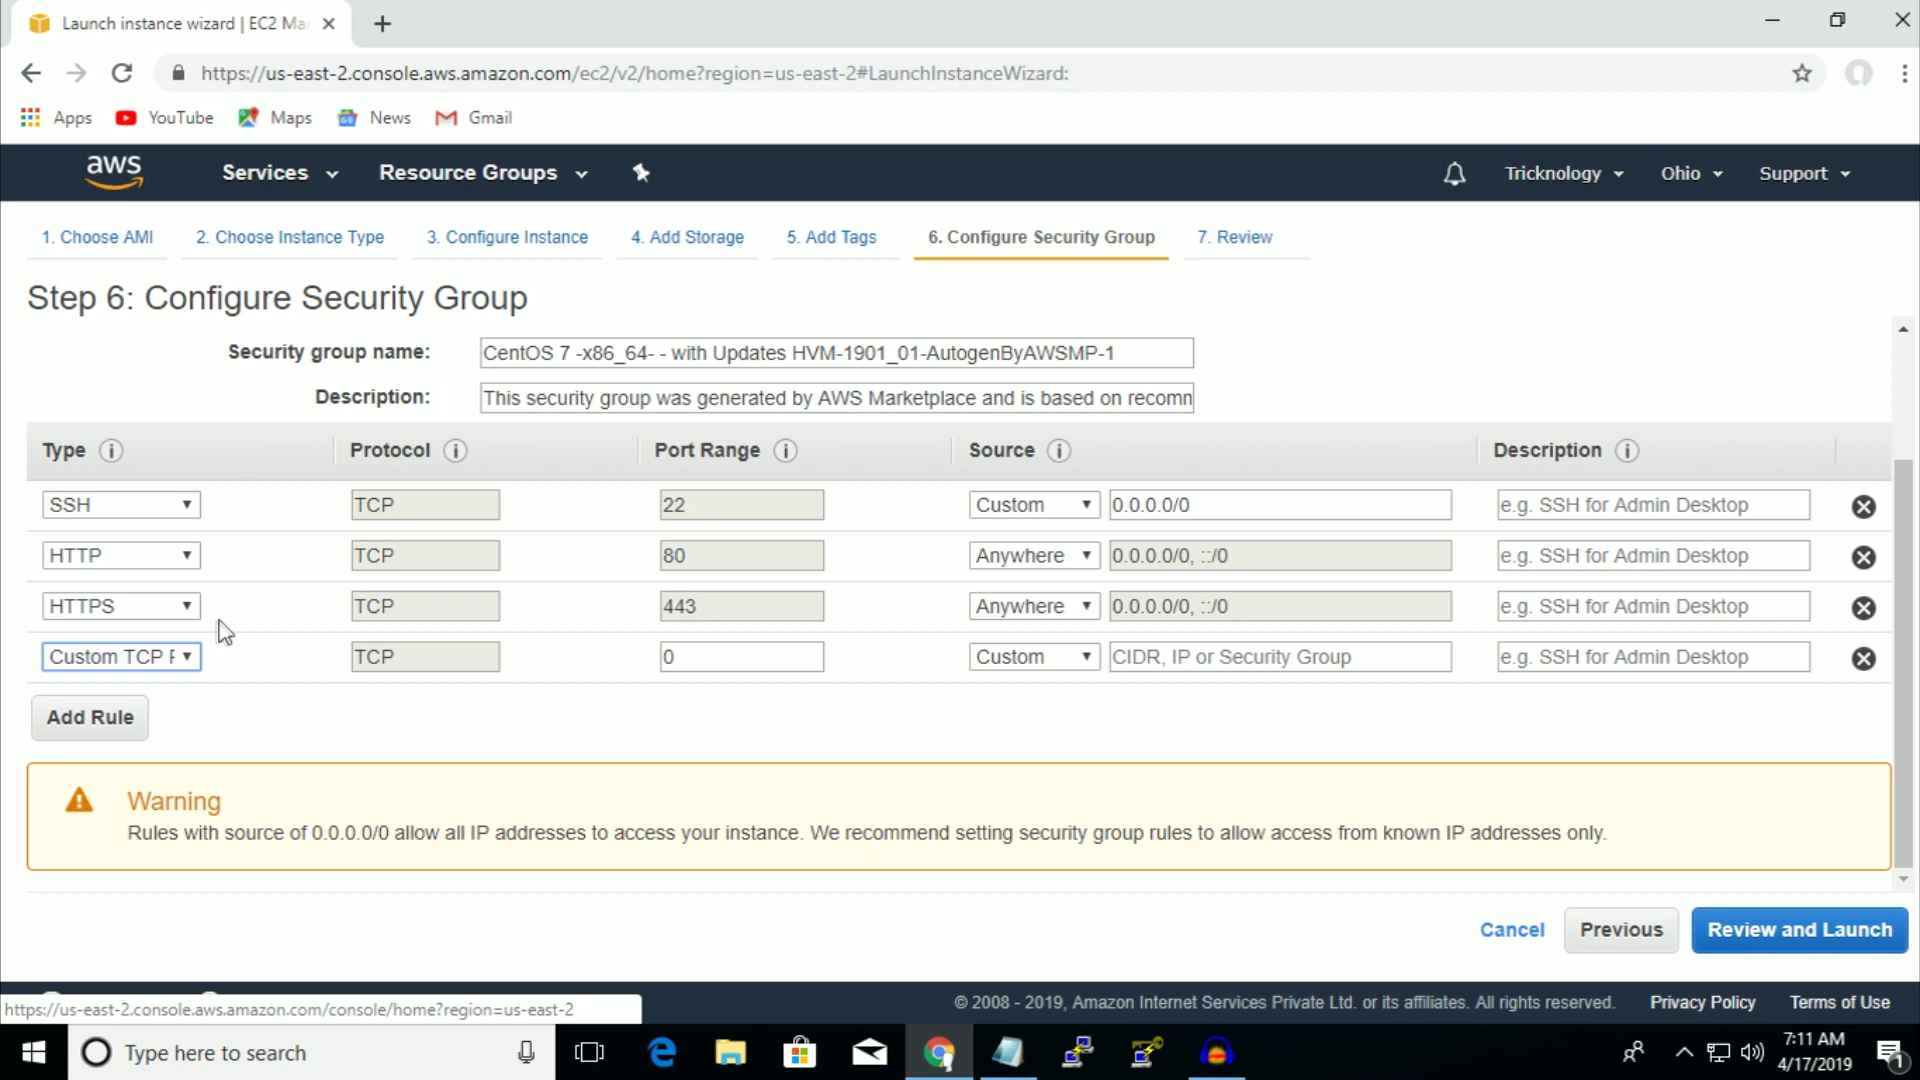 Launch instance wizard | EC2 Ma
https://us-east-2.console.aws.amazon.com/ec2/v2/home?region=us-east-2#LaunchInstanceWizard:
Apps YouTube Maps News Gmail
aws Services Resource Groups Tricknology Ohio Support
1. Choose AMI 2. Choose Instance Type 3. Configure Instance 4. Add Storage 5. Add Tags 6. Configure Security Group 7. Review
Step 6: Configure Security Group
Security group name: CentOS 7 -x86_64- - with Updates HVM-1901_01-AutogenByAWSMP-1
Description: This security group was generated by AWS Marketplace and is based on recomn
Type Protocol Port Range Source Description
SSH TCP 22 Custom 0.0.0.0/0 e.g. SSH for Admin Desktop
HTTP TCP 80 Anywhere 0.0.0.0/0, ::/0 e.g. SSH for Admin Desktop
HTTPS TCP 443 Anywhere 0.0.0.0/0, ::/0 e.g. SSH for Admin Desktop
Custom TCP F TCP 0 Custom CIDR, IP or Security Group e.g. SSH for Admin Desktop
Add Rule
Warning
Rules with source of 0.0.0.0/0 allow all IP addresses to access your instance. We recommend setting security group rules to allow access from known IP addresses only.
Cancel Previous Review and Launch
https://us-east-2.console.aws.amazon.com/console/home?region=us-east-2
© 2008 - 2019, Amazon Internet Services Private Ltd. or its affiliates. All rights reserved. Privacy Policy Terms of Use
Type here to search
7:11 AM
4/17/2019
1